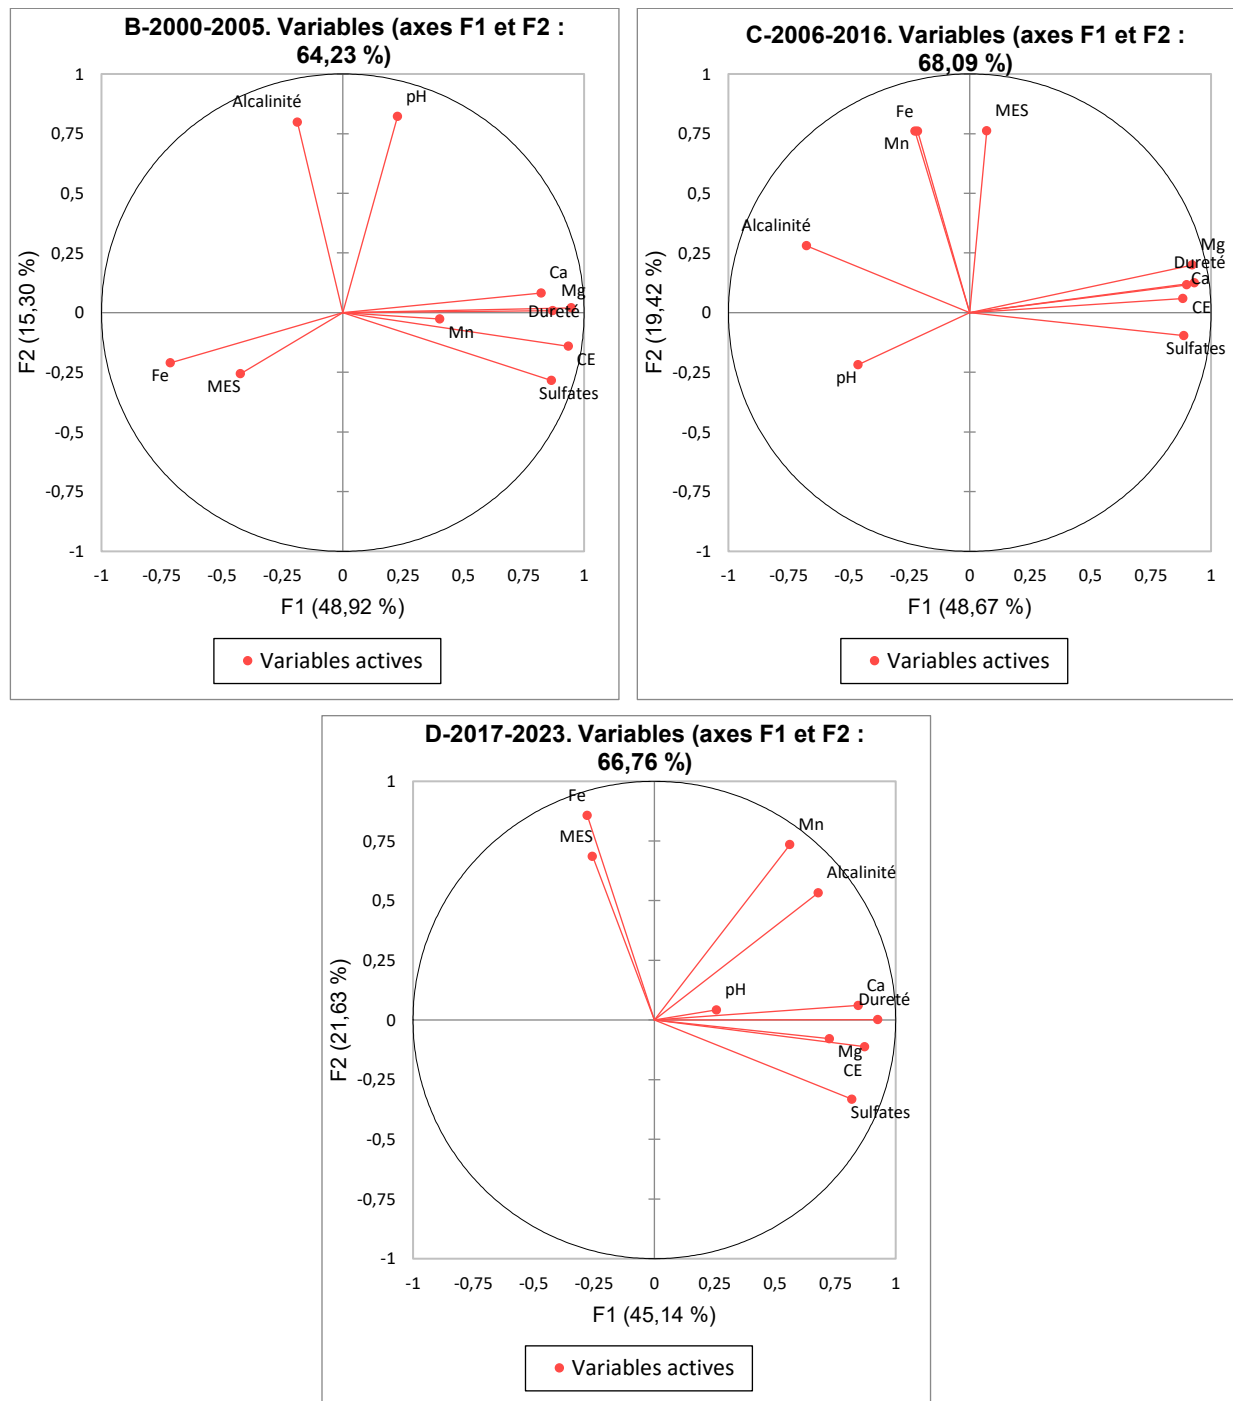 B-2000-2005. Variables (axes F1 et F2 :
64,23 %)
1
0,75
0,5
0,25
0
-0,25
-0,5
-0,75
-1
F2 (15,30 %)
Alcalinité
pH
Ca
Mg
Dureté
Mn
CE
Sulfates
Fe
MES
-1
-0,75
-0,5
-0,25
0
0,25
0,5
0,75
1
F1 (48,92 %)
Variables actives
C-2006-2016. Variables (axes F1 et F2 :
68,09 %)
1
0,75
0,5
0,25
0
-0,25
-0,5
-0,75
-1
F2 (19,42 %)
Fe
MES
Mn
Alcalinité
Mg
Dureté
Ca
CE
Sulfates
pH
-1
-0,75
-0,5
-0,25
0
0,25
0,5
0,75
1
F1 (48,67 %)
Variables actives
D-2017-2023. Variables (axes F1 et F2 :
66,76 %)
1
0,75
0,5
0,25
0
-0,25
-0,5
-0,75
-1
F2 (21,63 %)
Fe
MES
Mn
Alcalinité
pH
Ca
Dureté
Mg
CE
Sulfates
-1
-0,75
-0,5
-0,25
0
0,25
0,5
0,75
1
F1 (45,14 %)
Variables actives